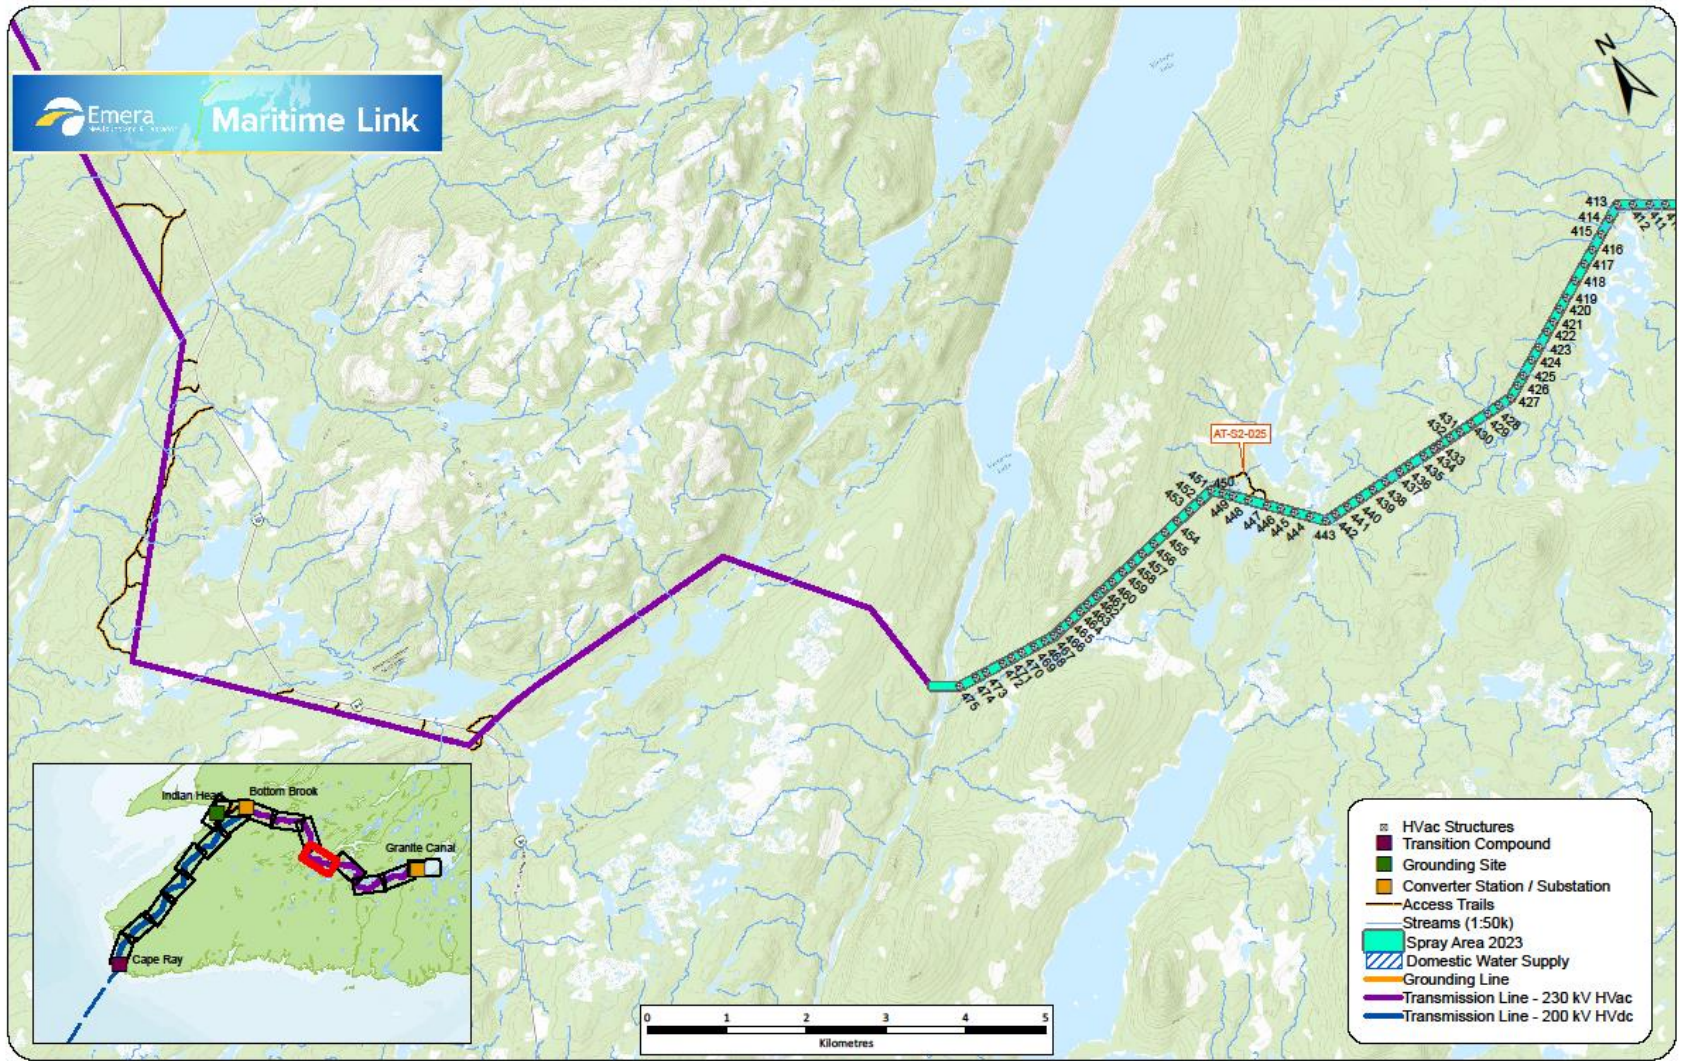 N
Emera
Maritime Link
413
414
415
412
411
416
417
418
419
420
421
422
423
424
425
426
427
428
429
430
431
432
433
434
435
436
437
438
439
440
441
442
443
444
445
446
447
448
449
450
451
452
453
AT-S2-025
454
455
456
457
458
459
460
465
466
469
470
471
472
473
474
475
Indian Head
Bottom Brook
Granite Canal
Cape Ray
0 1 2 3 4 5
Kilometres
HVac Structures
Transition Compound
Grounding Site
Converter Station / Substation
Access Trails
Streams (1:50k)
Spray Area 2023
Domestic Water Supply
Grounding Line
Transmission Line - 230 kV HVac
Transmission Line - 200 kV HVdc